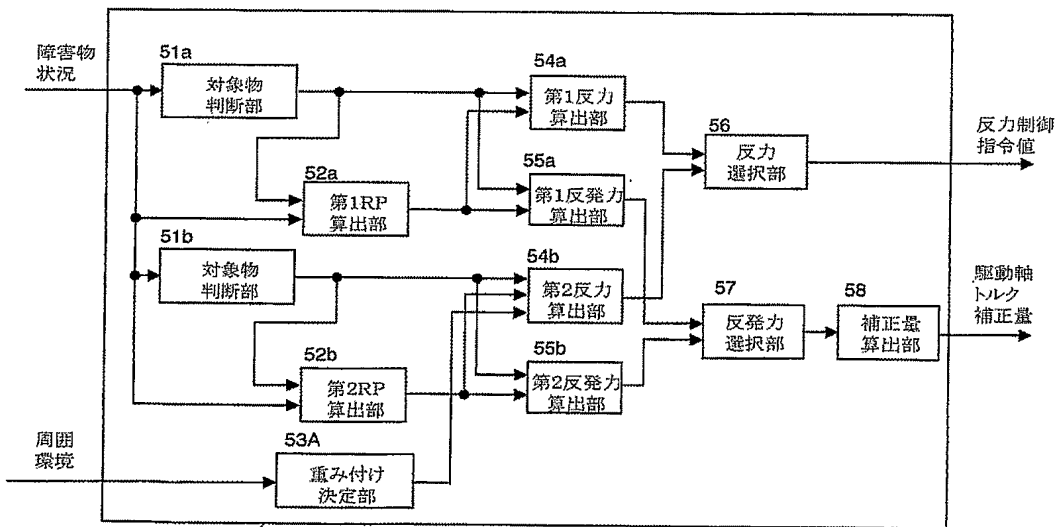 障害物
状況
51a
対象物
判断部
54a
第1反力
算出部
56
反力
選択部
反力制御
指令値
52a
第1RP
算出部
55a
第1反発力
算出部
51b
対象物
判断部
54b
第2反力
算出部
57
反発力
選択部
58
補正量
算出部
駆動軸
トルク
補正量
52b
第2RP
算出部
55b
第2反発力
算出部
周囲
環境
53A
重み付け
決定部